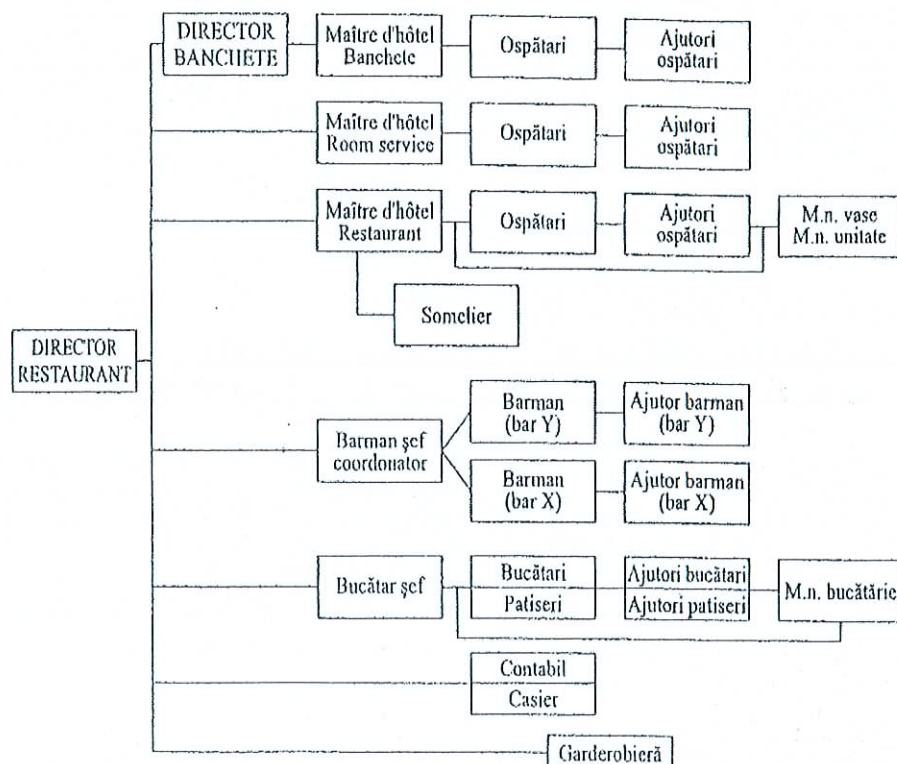 DIRECTOR
BANCHETE
Maître d'hôtel
Banchete
Ospătari
Ajutori
ospătari
Maître d'hôtel
Room service
Ospătari
Ajutori
ospătari
Maître d'hôtel
Restaurant
Ospătari
Ajutori
ospătari
M.n. vase
M.n. unitate
Somelier
DIRECTOR
RESTAURANT
Barman şef
coordonator
Barman
(bar Y)
Ajutor barman
(bar Y)
Barman
(bar X)
Ajutor barman
(bar X)
Bucătar şef
Bucătari
Patiseri
Ajutori bucătari
Ajutori patiseri
M.n. bucătărie
Contabil
Casier
Garderobieră